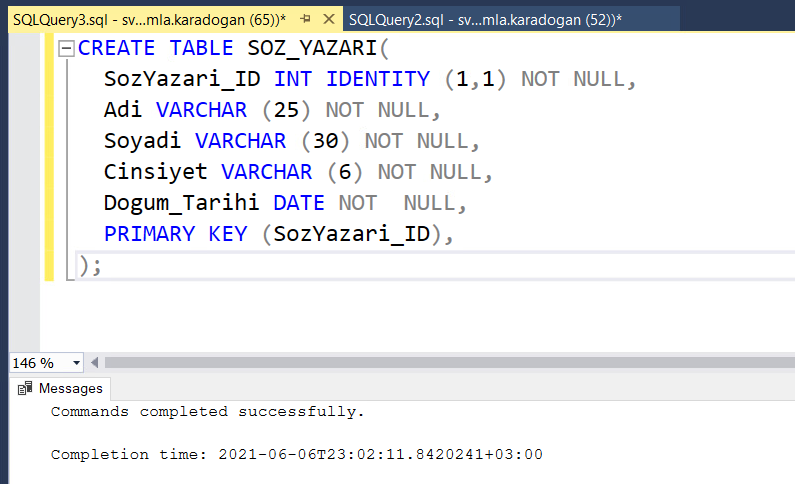 SQLQuery3.sql - sv...mla.karadogan (65))* SQLQuery2.sql - sv...mla.karadogan (52))*
CREATE TABLE SOZ_YAZARI(
SozYazari_ID INT IDENTITY (1,1) NOT NULL,
Adi VARCHAR (25) NOT NULL,
Soyadi VARCHAR (30) NOT NULL,
Cinsiyet VARCHAR (6) NOT NULL,
Dogum_Tarihi DATE NOT  NULL,
PRIMARY KEY (SozYazari_ID),
);
146 %
Messages
Commands completed successfully.
Completion time: 2021-06-06T23:02:11.8420241+03:00